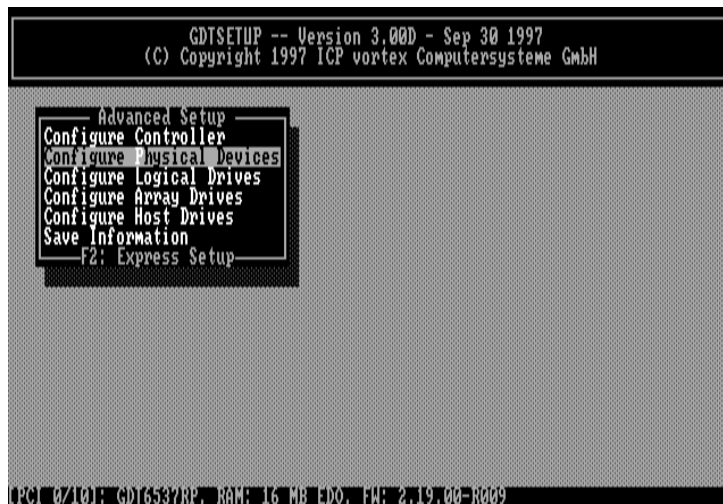 GDTSETUP -- Version 3.00D - Sep 30 1997
(C) Copyright 1997 ICP vortex Computersysteme GmbH
Advanced Setup
Configure Controller
Configure Physical Devices
Configure Logical Drives
Configure Array Drives
Configure Host Drives
Save Information
F2: Express Setup
[PCI 0/10]: GDT6537RP, RAM: 16 MB EDO, FW: 2.19.00-R009